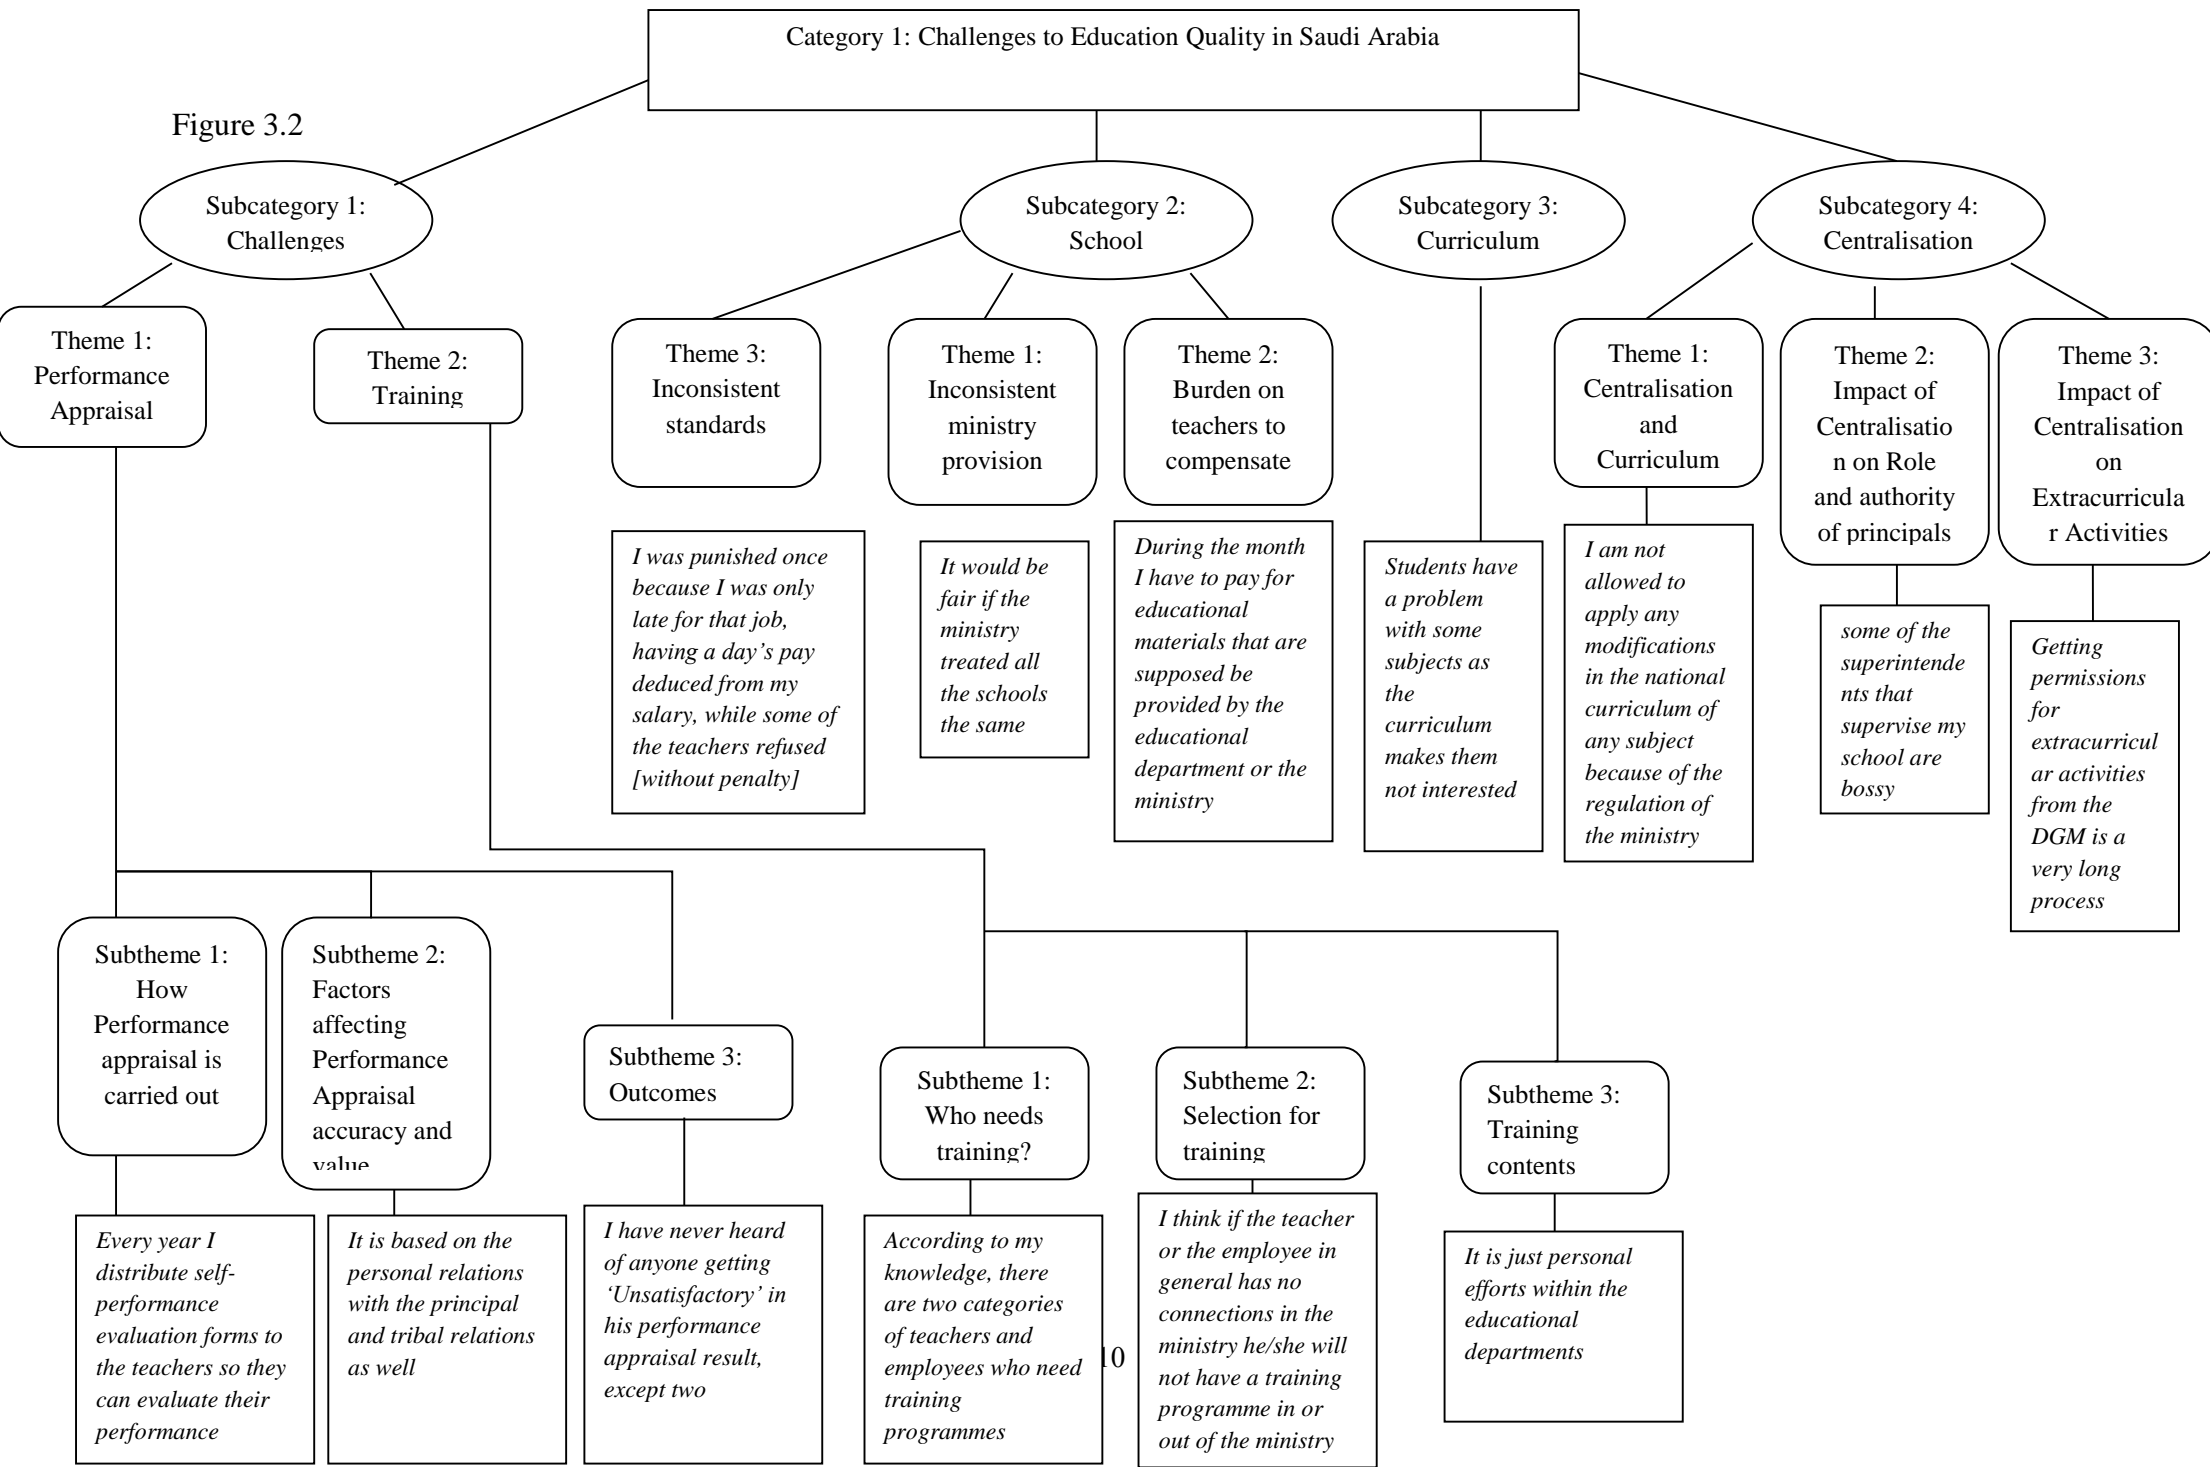 Category 1: Challenges to Education Quality in Saudi Arabia
Figure 3.2
Subcategory 1:
Challenges
Subcategory 2:
School
Subcategory 3:
Curriculum
Subcategory 4:
Centralisation
Theme 1:
Performance
Appraisal
Theme 2:
Training
Theme 3:
Inconsistent
standards
Theme 1:
Inconsistent
ministry
provision
Theme 2:
Burden on
teachers to
compensate
Theme 1:
Centralisation
and
Curriculum
Theme 2:
Impact of
Centralisatio
n on Role
and authority
of principals
Theme 3:
Impact of
Centralisation
on
Extracurricula
r Activities
I was punished once
because I was only
late for that job,
having a day’s pay
deduced from my
salary, while some of
the teachers refused
[without penalty]
It would be
fair if the
ministry
treated all
the schools
the same
During the month
I have to pay for
educational
materials that are
supposed be
provided by the
educational
department or the
ministry
Students have
a problem
with some
subjects as
the
curriculum
makes them
not interested
I am not
allowed to
apply any
modifications
in the national
curriculum of
any subject
because of the
regulation of
the ministry
some of the
superintende
nts that
supervise my
school are
bossy
Getting
permissions
for
extracurricul
ar activities
from the
DGM is a
very long
process
Subtheme 1:
How
Performance
appraisal is
carried out
Subtheme 2:
Factors
affecting
Performance
Appraisal
accuracy and
value
Subtheme 3:
Outcomes
Subtheme 1:
Who needs
training?
Subtheme 2:
Selection for
training
Subtheme 3:
Training
contents
Every year I
distribute self-
performance
evaluation forms to
the teachers so they
can evaluate their
performance
It is based on the
personal relations
with the principal
and tribal relations
as well
I have never heard
of anyone getting
‘Unsatisfactory’ in
his performance
appraisal result,
except two
According to my
knowledge, there
are two categories
of teachers and
employees who need
training
programmes
10
I think if the teacher
or the employee in
general has no
connections in the
ministry he/she will
not have a training
programme in or
out of the ministry
It is just personal
efforts within the
educational
departments